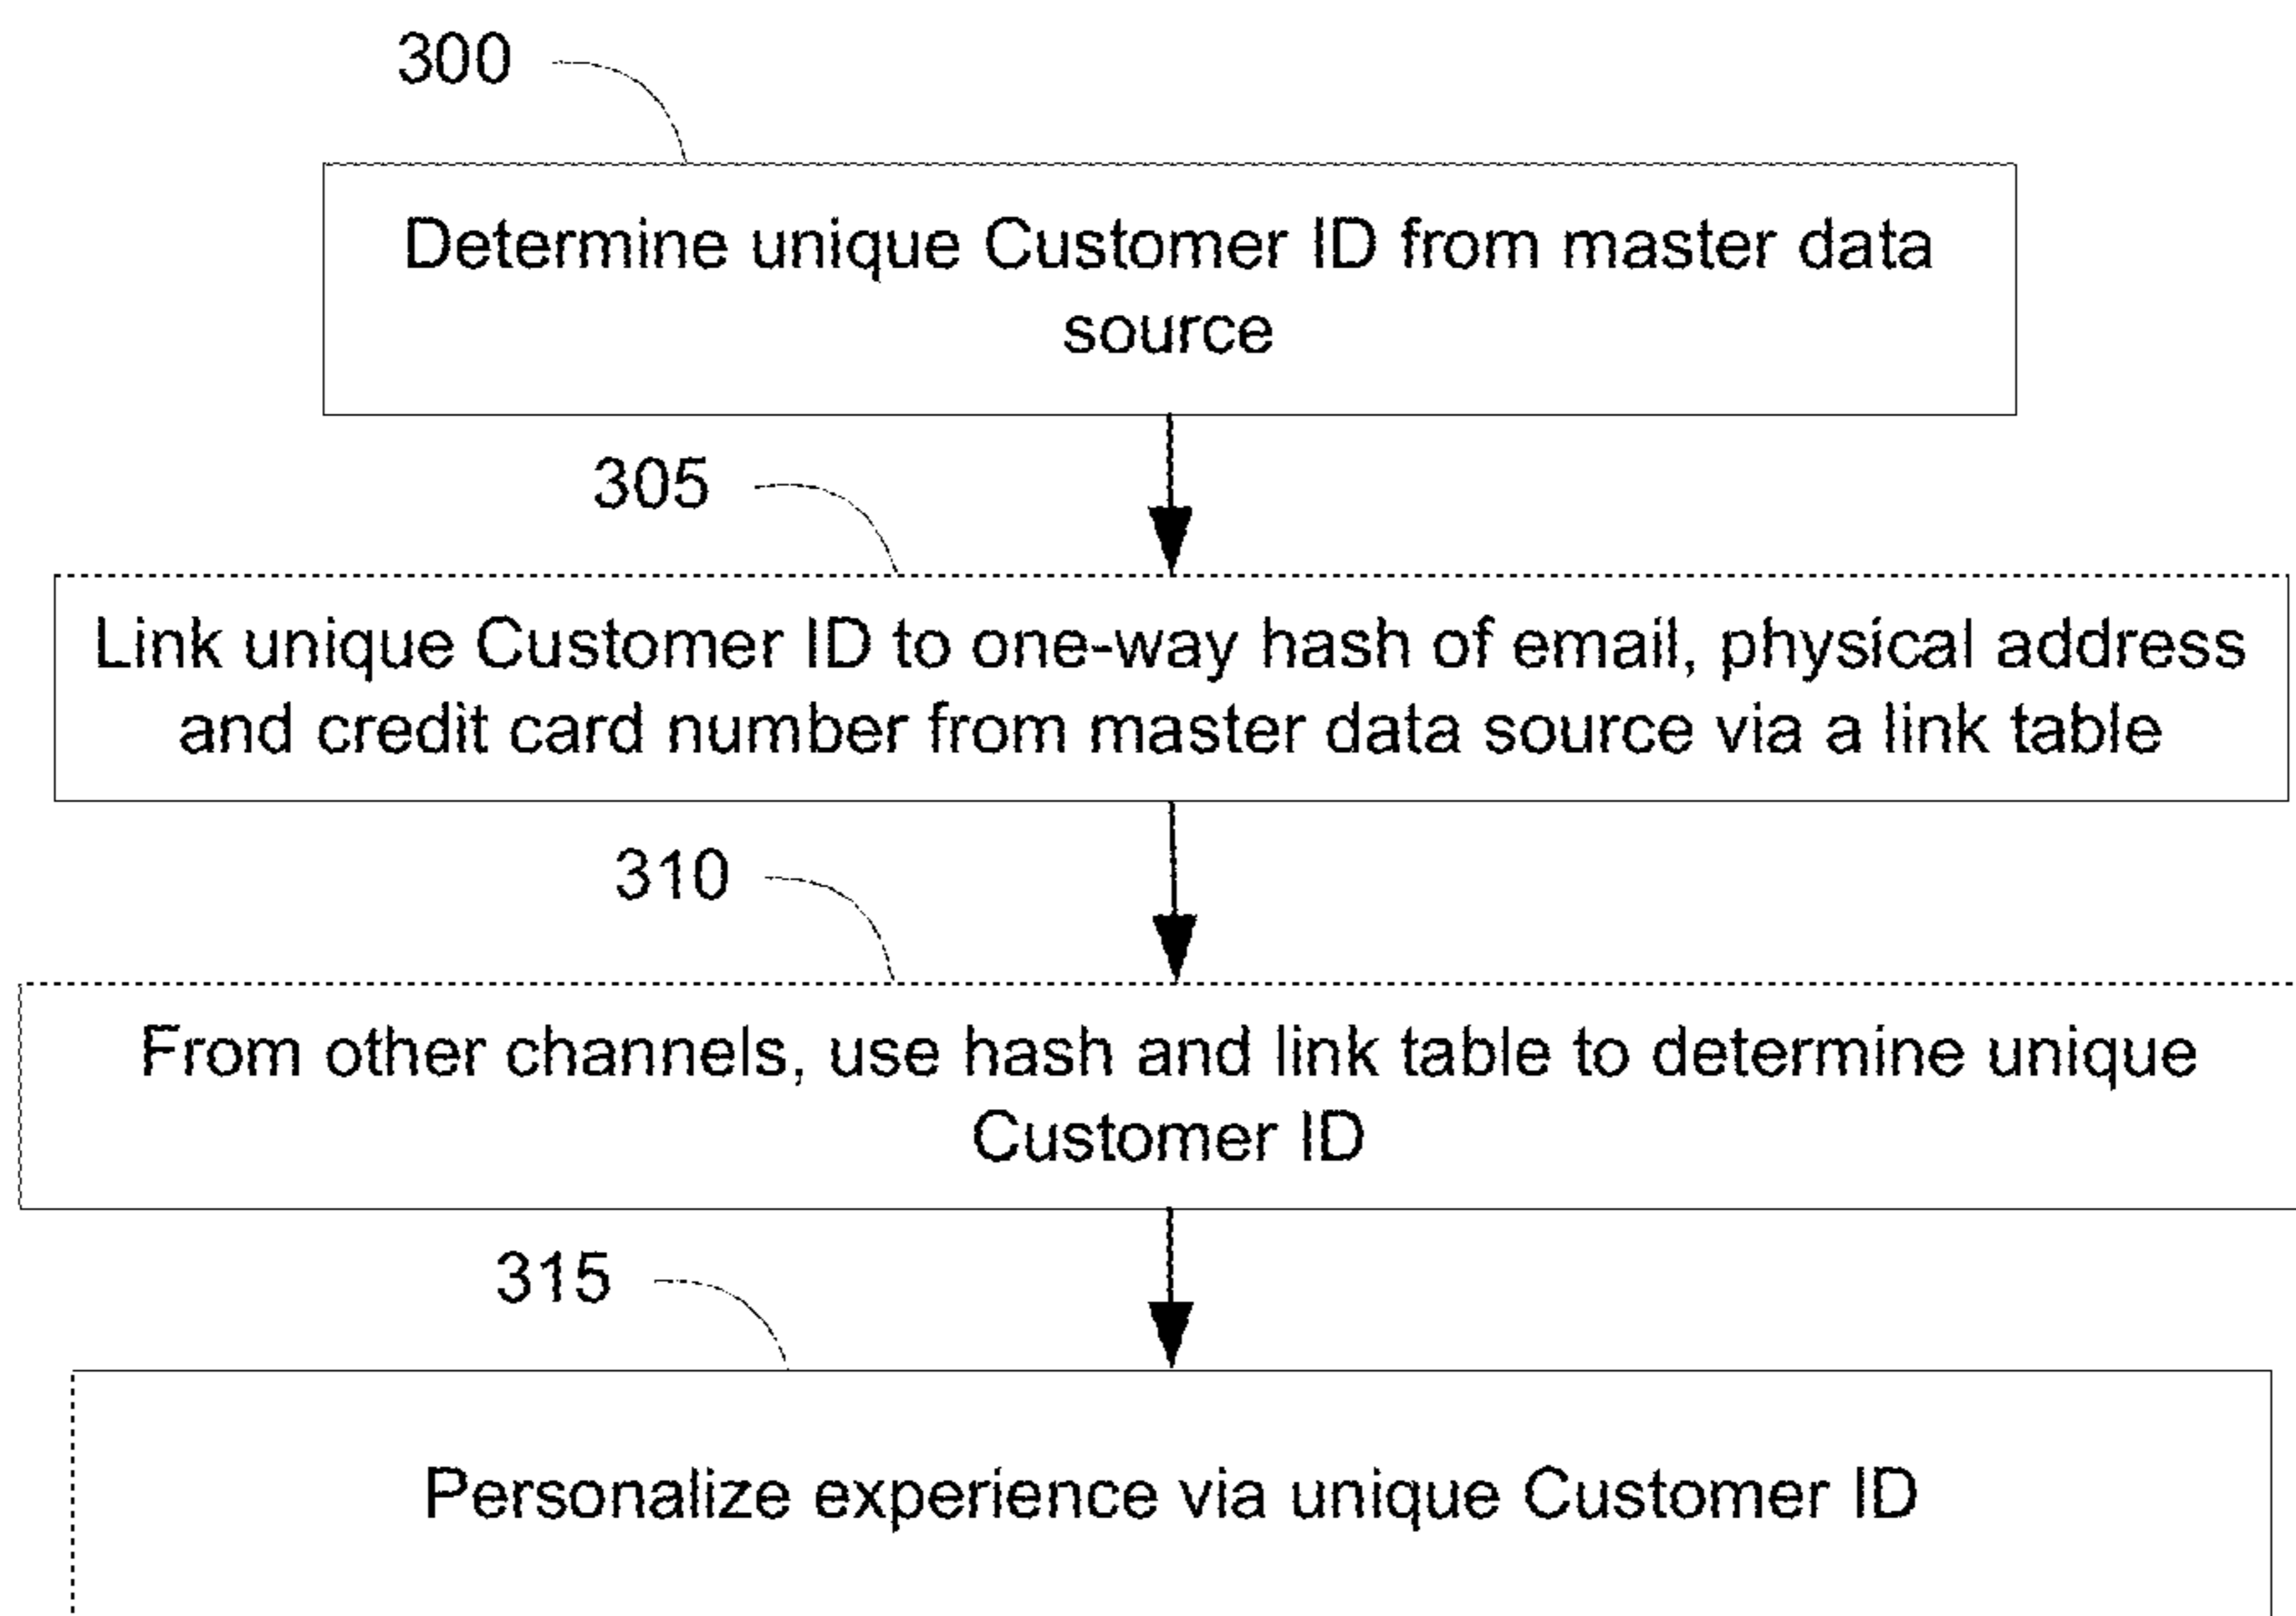 300
Determine unique Customer ID from master data
source
305
Link unique Customer ID to one-way hash of email, physical address
and credit card number from master data source via a link table
310
From other channels, use hash and link table to determine unique
Customer ID
315
Personalize experience via unique Customer ID